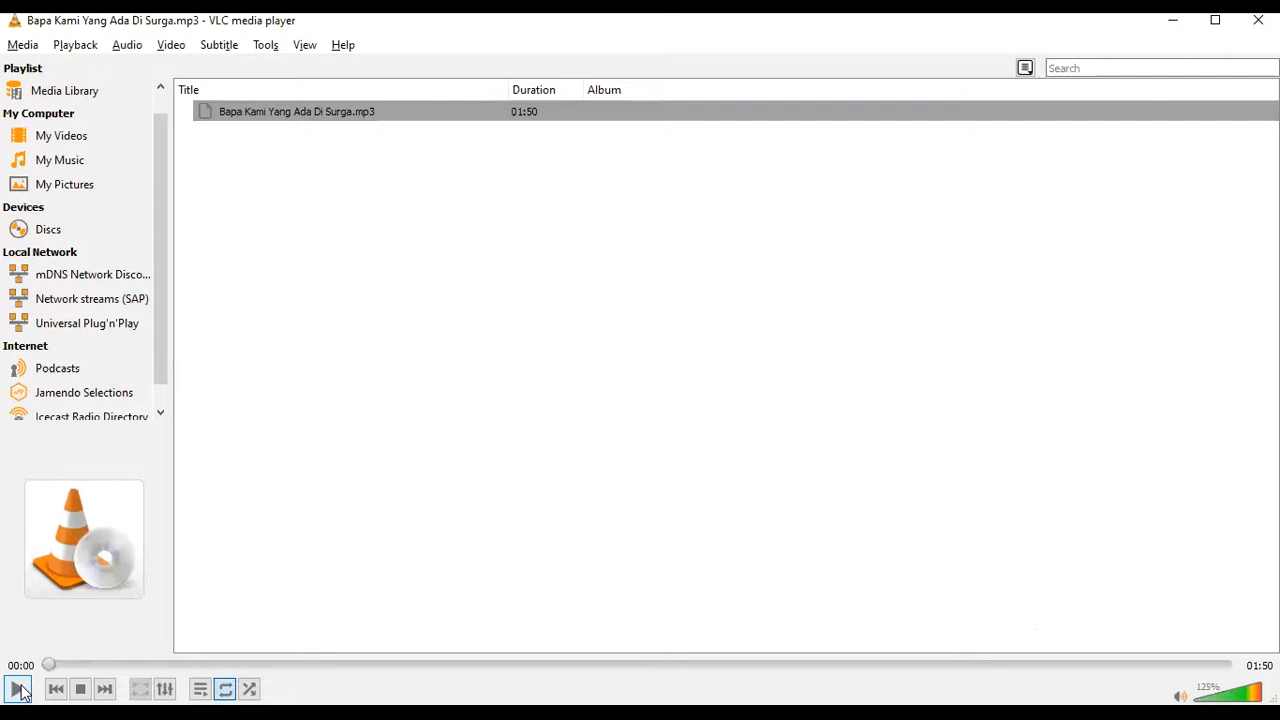 Bapa Kami Yang Ada Di Surga.mp3 - VLC media player
Media Playback Audio Video Subtitle Tools View Help
Playlist
Search
Media Library
Title Duration Album
Bapa Kami Yang Ada Di Surga.mp3 01:50
My Computer
My Videos
My Music
My Pictures
Devices
Discs
Local Network
mDNS Network Disco...
Network streams (SAP)
Universal Plug'n'Play
Internet
Podcasts
Jamendo Selections
Icecast Radio Directory
00:00 01:50
125%